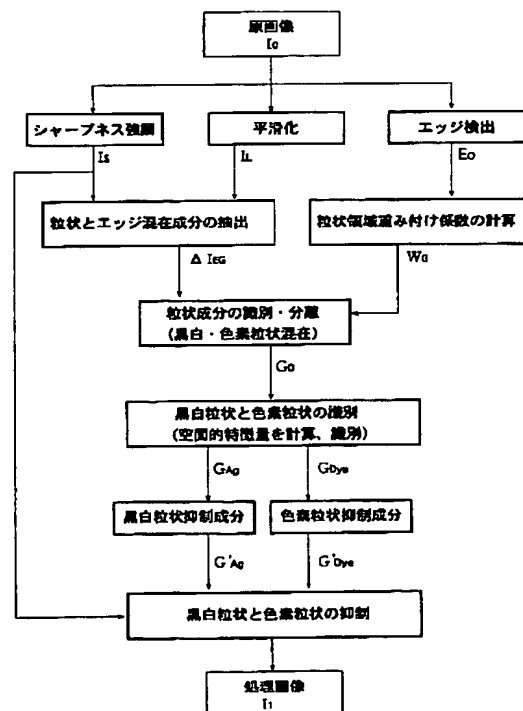 原画像
I0
シャープネス強調
平滑化
エッジ検出
IS
IL
EO
粒状とエッジ混在成分の抽出
粒状領域重み付け係数の計算
Δ IEG
WG
粒状成分の識別・分離
(黒白・色素粒状混在)
G0
黒白粒状と色素粒状の識別
(空間的特徴量を計算、識別)
GAg
GDye
黒白粒状抑制成分
色素粒状抑制成分
G'Ag
G'Dye
黒白粒状と色素粒状の抑制
処理画像
I1